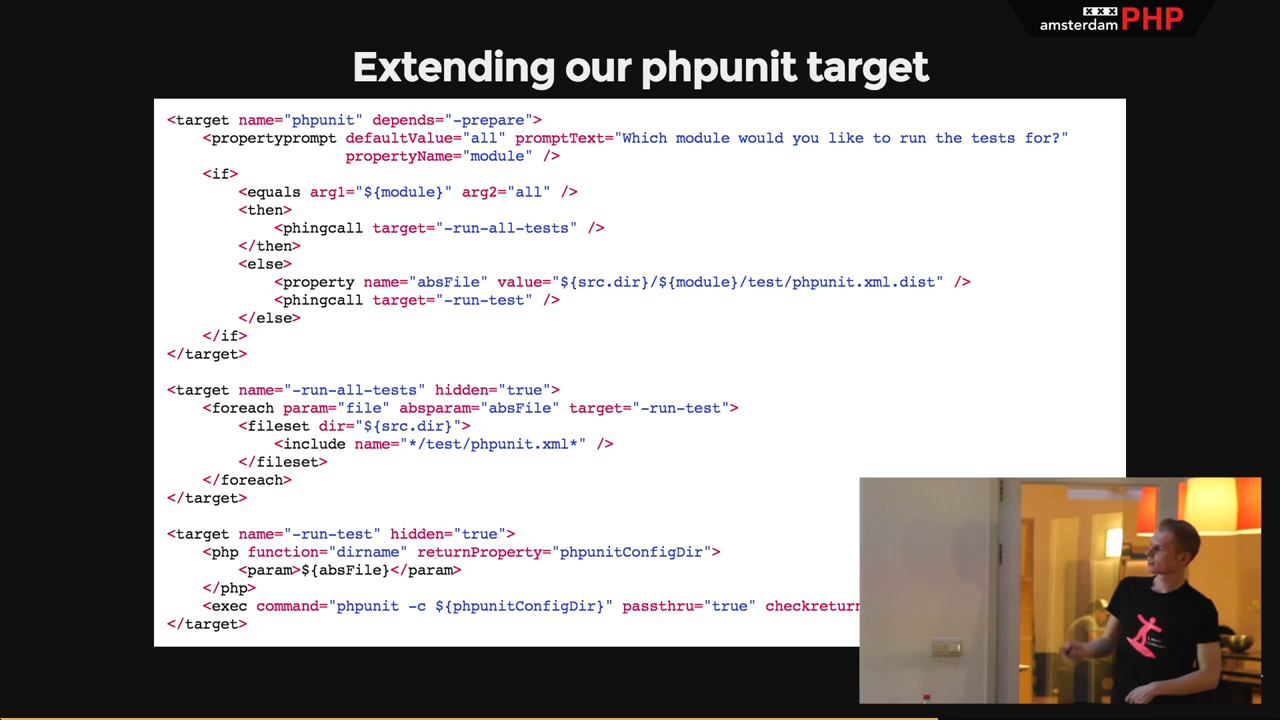 amsterdamPHP
Extending our phpunit target
<target name="phpunit" depends="-prepare">
    <propertyprompt defaultValue="all" promptText="Which module would you like to run the tests for?"
                    propertyName="module" />
    <if>
        <equals arg1="${module}" arg2="all" />
        <then>
            <phingcall target="-run-all-tests" />
        </then>
        <else>
            <property name="absFile" value="${src.dir}/${module}/test/phpunit.xml.dist" />
            <phingcall target="-run-test" />
        </else>
    </if>
</target>
<target name="-run-all-tests" hidden="true">
    <foreach param="file" absparam="absFile" target="-run-test">
        <fileset dir="${src.dir}">
            <include name="*/test/phpunit.xml*" />
        </fileset>
    </foreach>
</target>
<target name="-run-test" hidden="true">
    <php function="dirname" returnProperty="phpunitConfigDir">
        <param>${absFile}</param>
    </php>
    <exec command="phpunit -c ${phpunitConfigDir}" passthru="true" checkreturn
</target>